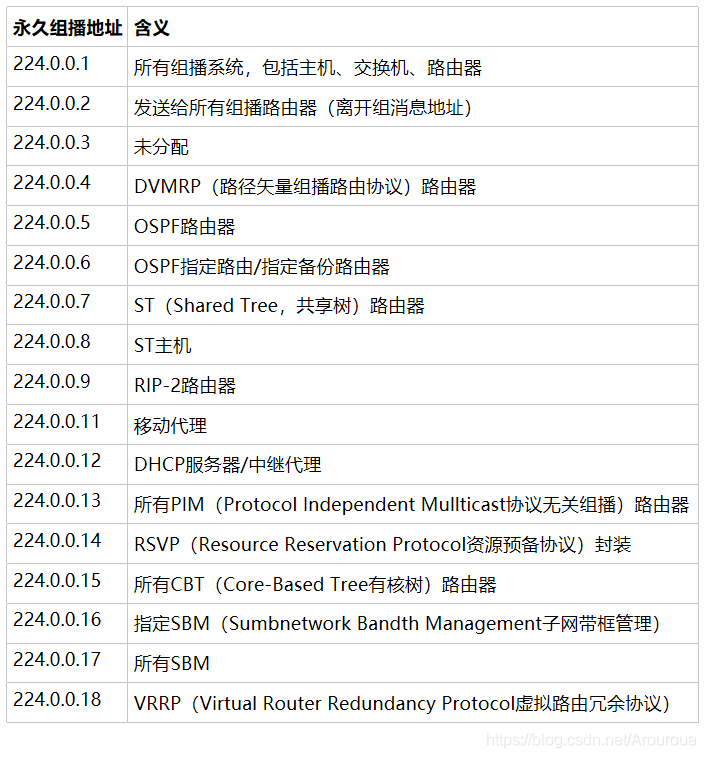 永久组播地址 含义
224.0.0.1 所有组播系统，包括主机、交换机、路由器
224.0.0.2 发送给所有组播路由器（离开组消息地址）
224.0.0.3 未分配
224.0.0.4 DVMRP（路径矢量组播路由协议）路由器
224.0.0.5 OSPF路由器
224.0.0.6 OSPF指定路由/指定备份路由器
224.0.0.7 ST（Shared Tree，共享树）路由器
224.0.0.8 ST主机
224.0.0.9 RIP-2路由器
224.0.0.11 移动代理
224.0.0.12 DHCP服务器/中继代理
224.0.0.13 所有PIM（Protocol Independent Mullticast协议无关组播）路由器
224.0.0.14 RSVP（Resource Reservation Protocol资源预备协议）封装
224.0.0.15 所有CBT（Core-Based Tree有核树）路由器
224.0.0.16 指定SBM（Sumbnetwork Bandth Management子网带框管理）
224.0.0.17 所有SBM
224.0.0.18 VRRP（Virtual Router Redundancy Protocol虚拟路由冗余协议）
https://blog.csdn.net/Arouroua